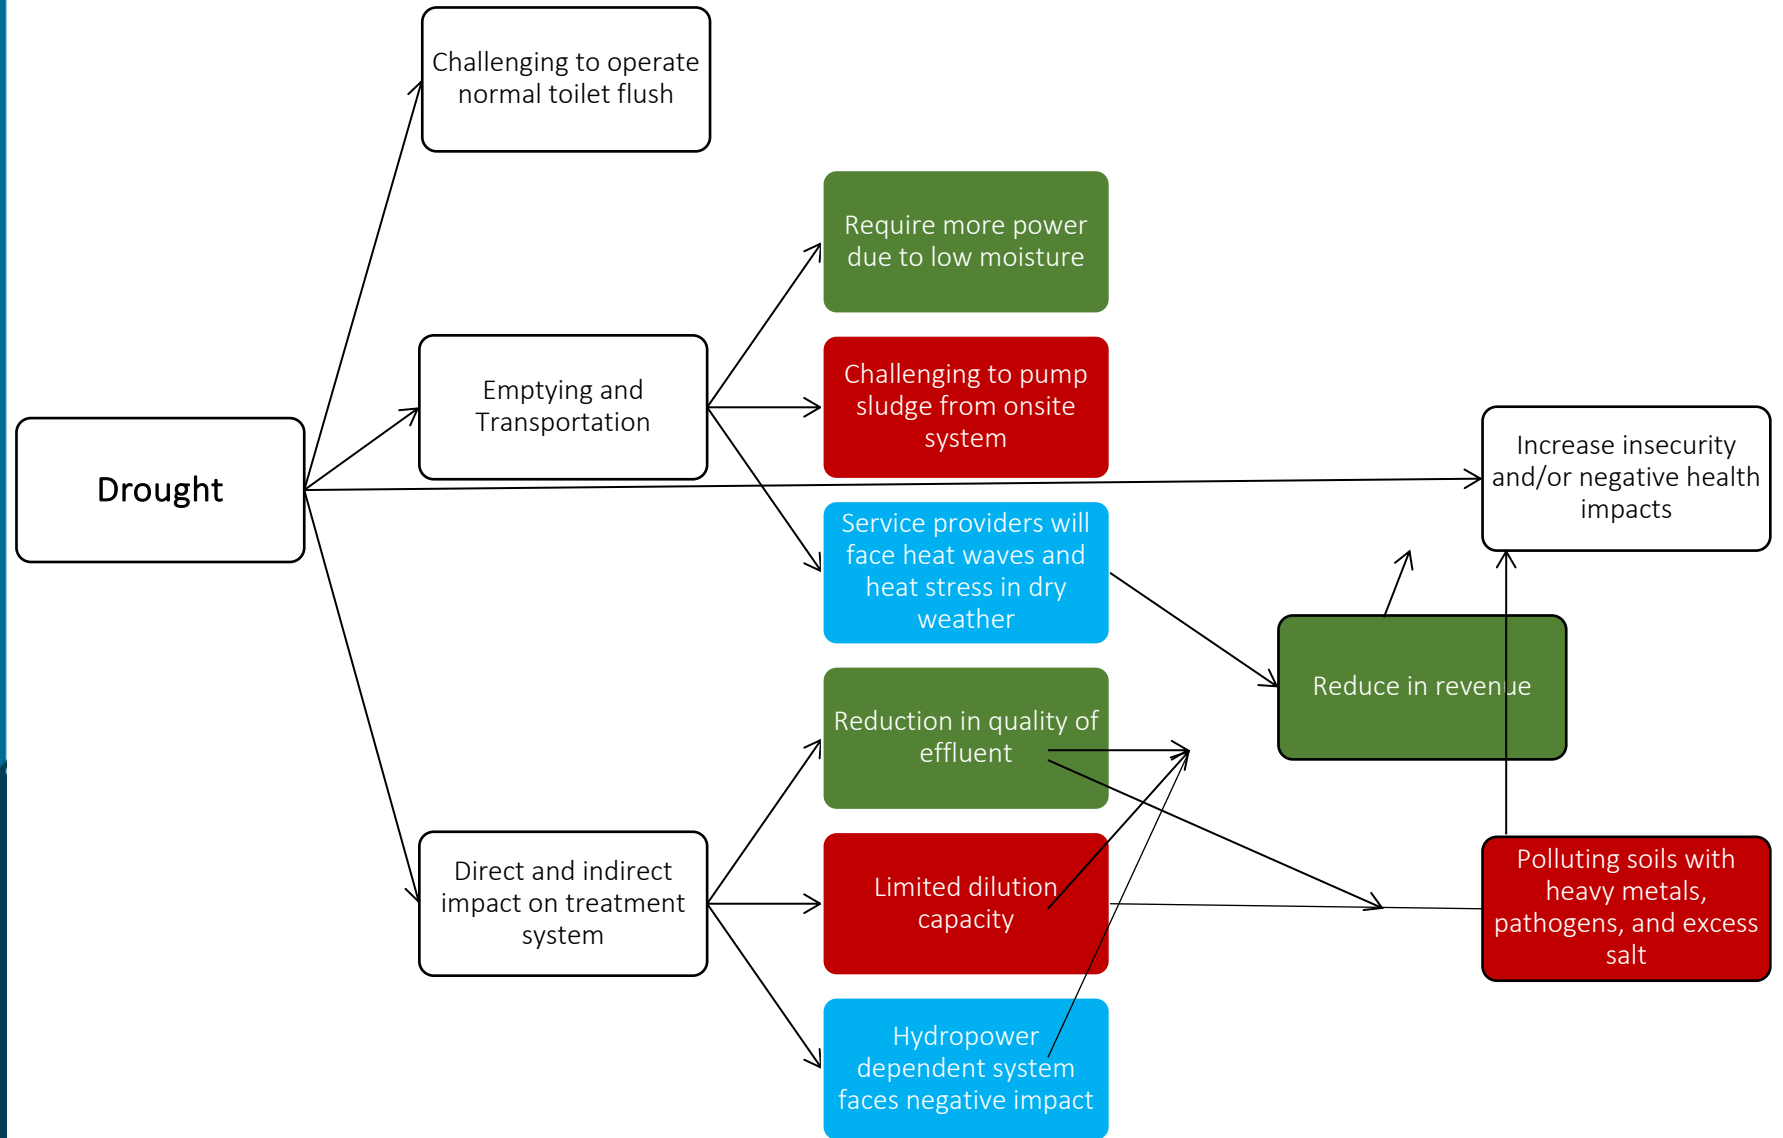 Challenging to operate
normal toilet flush
Require more power
due to low moisture
Emptying and
Transportation
Challenging to pump
sludge from onsite
system
Drought
Increase insecurity
and/or negative health
impacts
Service providers will
face heat waves and
heat stress in dry
weather
Reduce in revenue
Reduction in quality of
effluent
Direct and indirect
impact on treatment
system
Limited dilution
capacity
Polluting soils with
heavy metals,
pathogens, and excess
salt
Hydropower
dependent system
faces negative impact